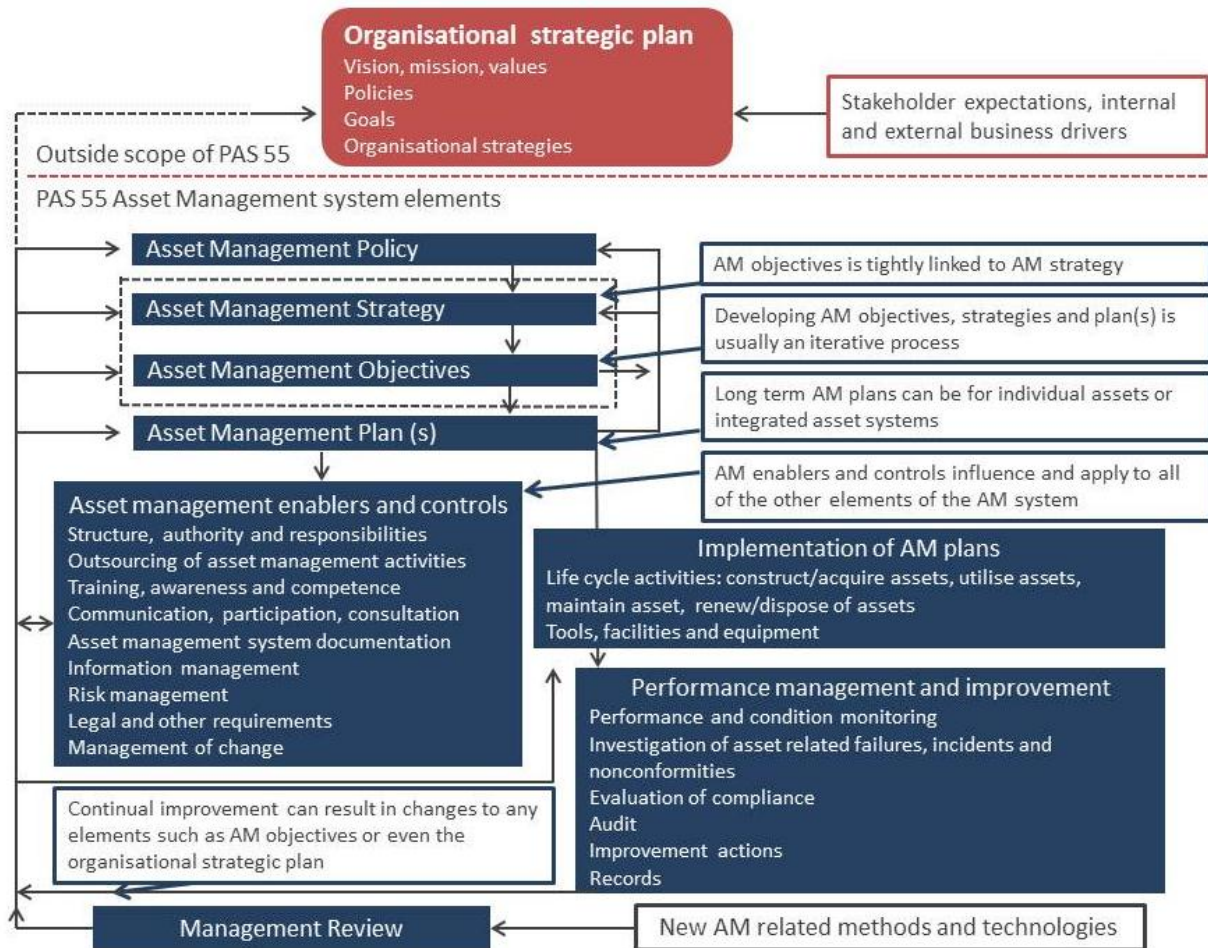 Organisational strategic plan
Vision, mission, values
Policies
Goals
Organisational strategies
Stakeholder expectations, internal
and external business drivers
Outside scope of PAS 55
PAS 55 Asset Management system elements
Asset Management Policy
Asset Management Strategy
Asset Management Objectives
Asset Management Plan (s)
AM objectives is tightly linked to AM strategy
Developing AM objectives, strategies and plan(s) is
usually an iterative process
Long term AM plans can be for individual assets or
integrated asset systems
AM enablers and controls influence and apply to all
of the other elements of the AM system
Asset management enablers and controls
Structure, authority and responsibilities
Outsourcing of asset management activities
Training, awareness and competence
Communication, participation, consultation
Asset management system documentation
Information management
Risk management
Legal and other requirements
Management of change
Implementation of AM plans
Life cycle activities: construct/acquire assets, utilise assets,
maintain asset, renew/dispose of assets
Tools, facilities and equipment
Performance management and improvement
Performance and condition monitoring
Investigation of asset related failures, incidents and
nonconformities
Evaluation of compliance
Audit
Improvement actions
Records
Continual improvement can result in changes to any
elements such as AM objectives or even the
organisational strategic plan
Management Review
New AM related methods and technologies